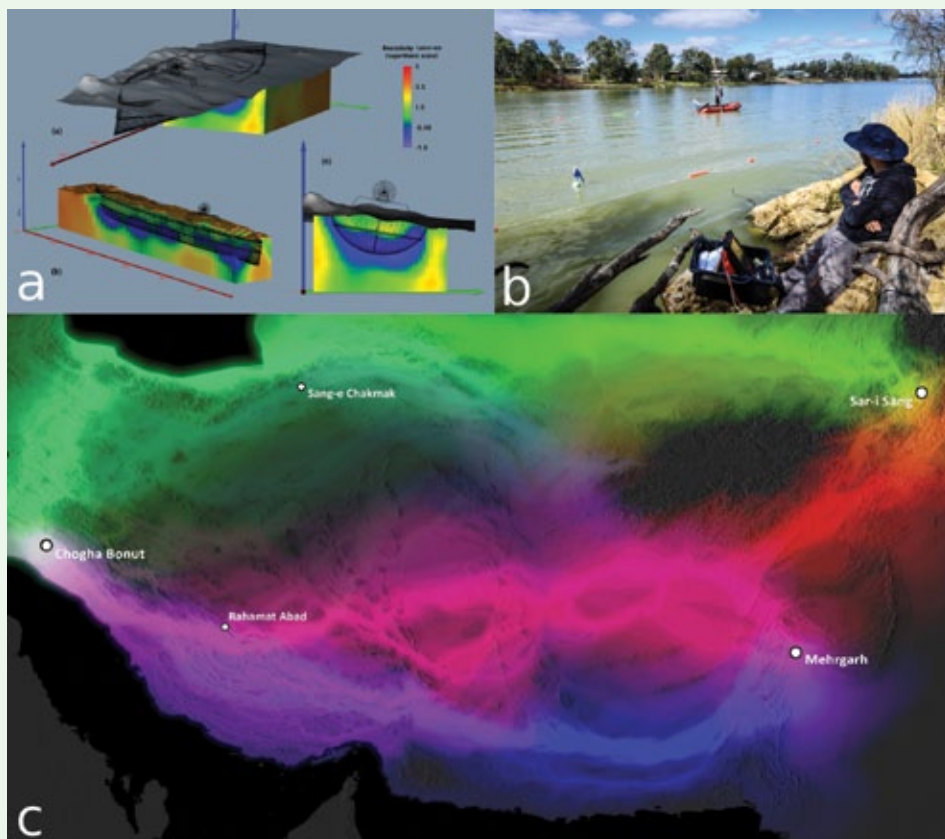 a
b
Sang-e Chakmak
Sar-i Sang
Chogha Bonut
Rahamat Abad
Mehrgarh
c